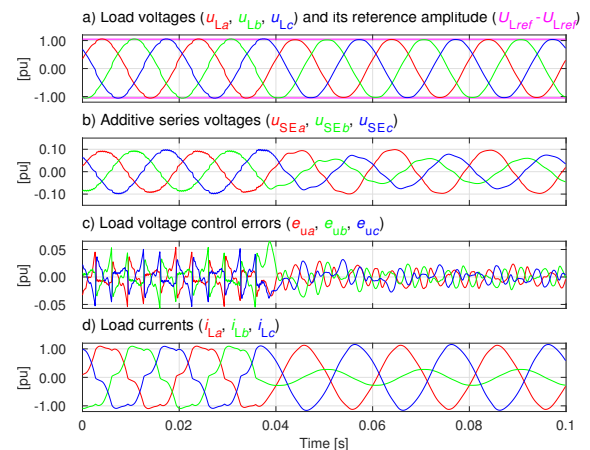 a) Load voltages (uLa, uLb, uLc) and its reference amplitude (ULref - ULref)
1.00
0.00
-1.00
[pu]
b) Additive series voltages (uSEa, uSEb, uSEc)
0.10
0.00
-0.10
[pu]
c) Load voltage control errors (eua, eub, euc)
0.05
0.00
-0.05
[pu]
d) Load currents (iLa, iLb, iLc)
1.00
0.00
-1.00
[pu]
0 0.02 0.04 0.06 0.08 0.1
Time [s]